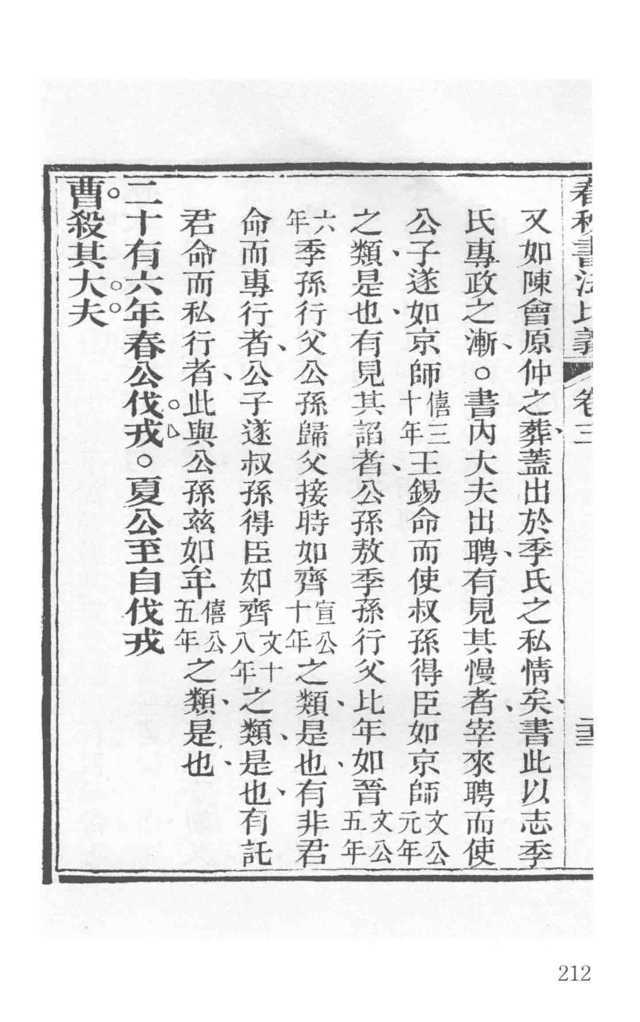 春秋書法比義 卷三 二十三
又如陳會原仲之葬蓋出於季氏之私情矣書此以志季
氏專政之漸。書內大夫出聘有見其慢者宰來聘而使
公子遂如京師僖三十年王錫命而使叔孫得臣如京師文公元年
之類是也有見其諂者公孫敖季孫行父比年如晉文公五年
六年季孫行父公孫歸父接時如齊宣公十年之類是也有非君
命而專行者公子遂叔孫得臣如齊文十八年之類是也有託
君命而私行者此與公孫茲如牟僖公五年之類是也
二十有六年春公伐戎。夏公至自伐戎
曹殺其大夫
212